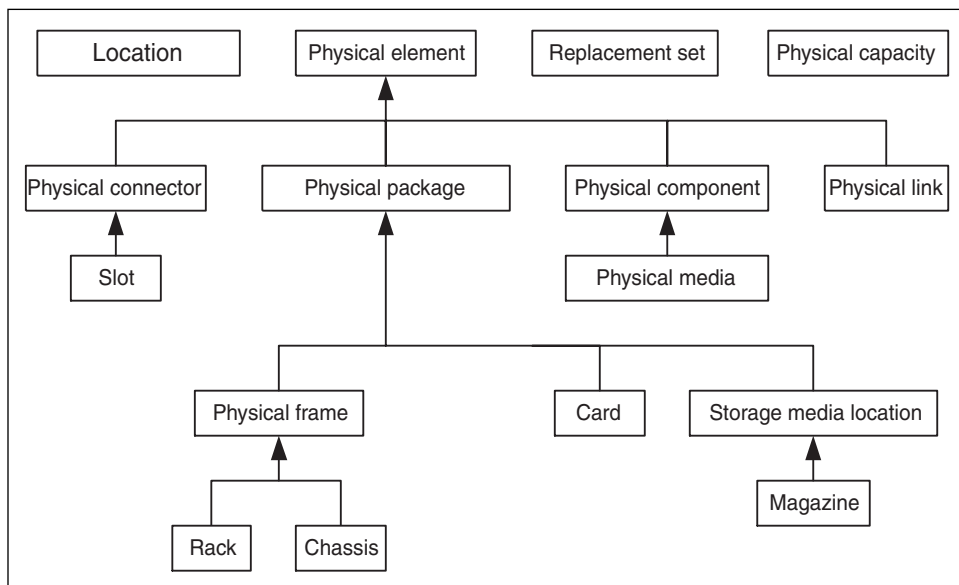 Location
Physical element
Replacement set
Physical capacity
Physical connector
Physical package
Physical component
Physical link
Slot
Physical media
Physical frame
Card
Storage media location
Magazine
Rack
Chassis